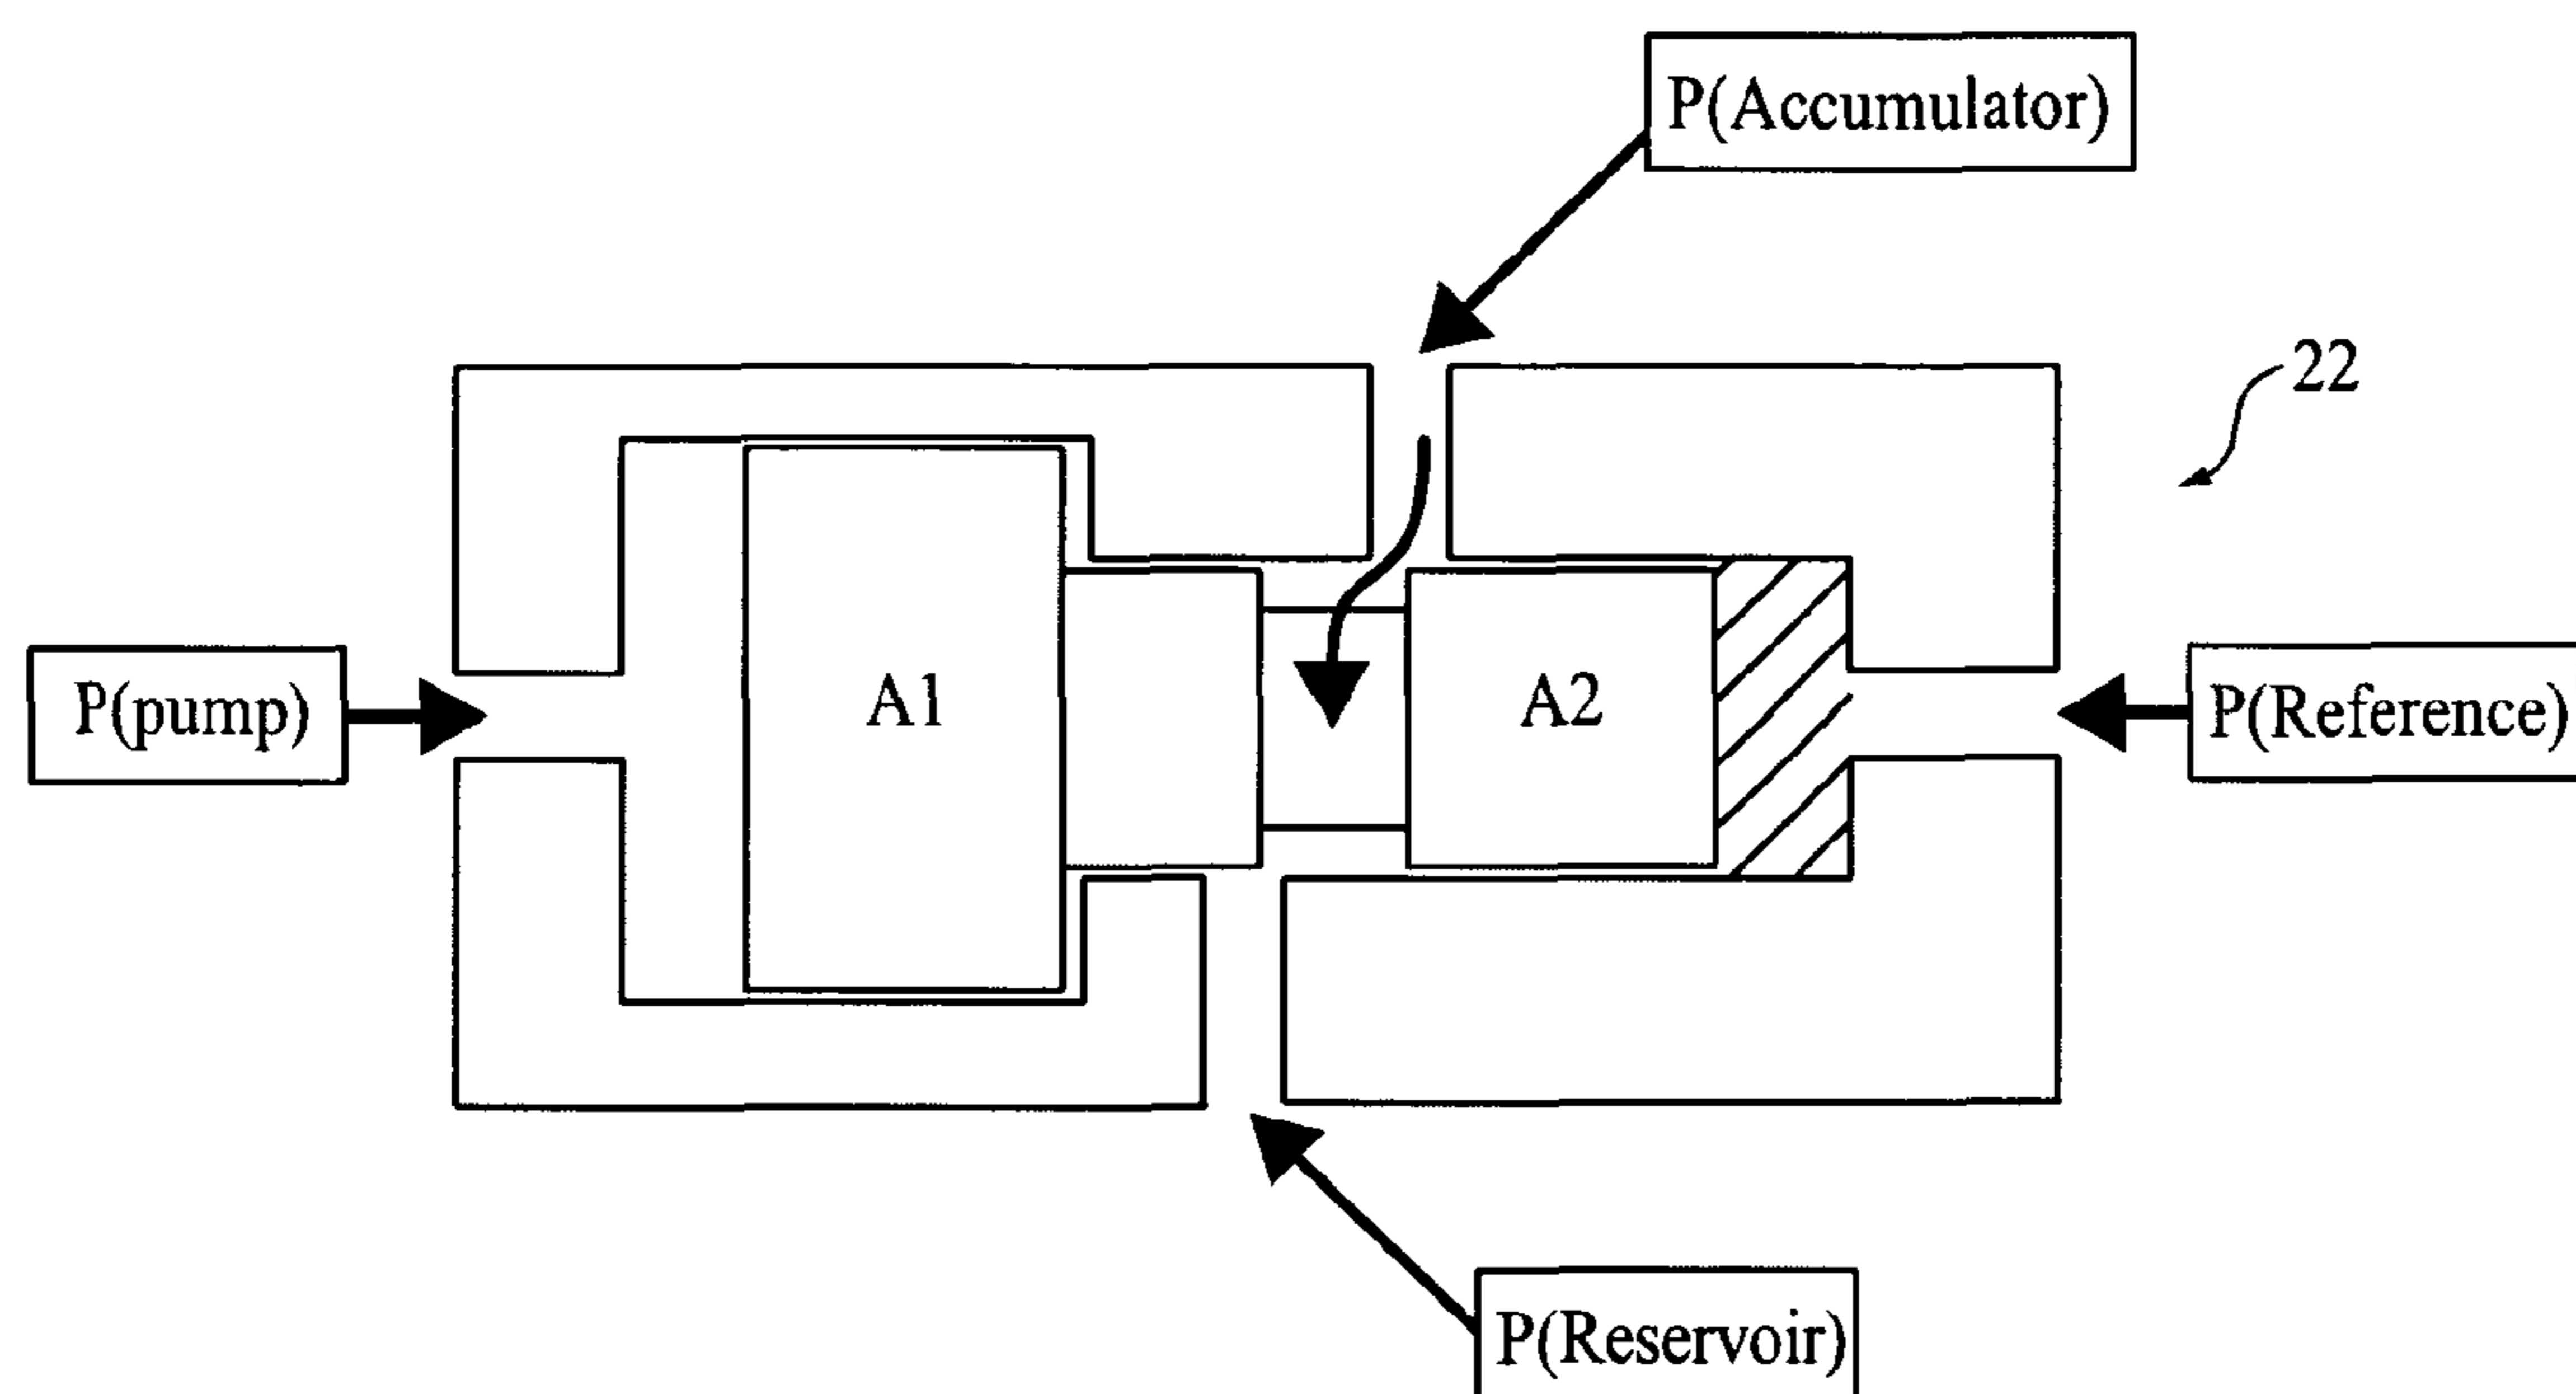 P(Accumulator)
22
P(pump)
A1
A2
P(Reference)
P(Reservoir)